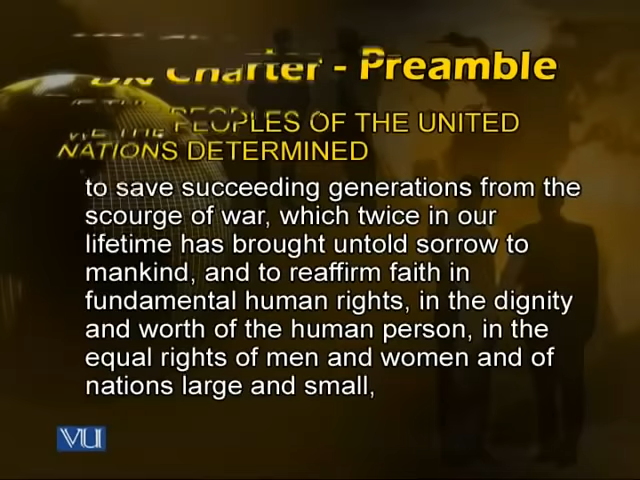 UN Charter - Preamble
WE THE PEOPLES OF THE UNITED
NATIONS DETERMINED
to save succeeding generations from the
scourge of war, which twice in our
lifetime has brought untold sorrow to
mankind, and to reaffirm faith in
fundamental human rights, in the dignity
and worth of the human person, in the
equal rights of men and women and of
nations large and small,
VU